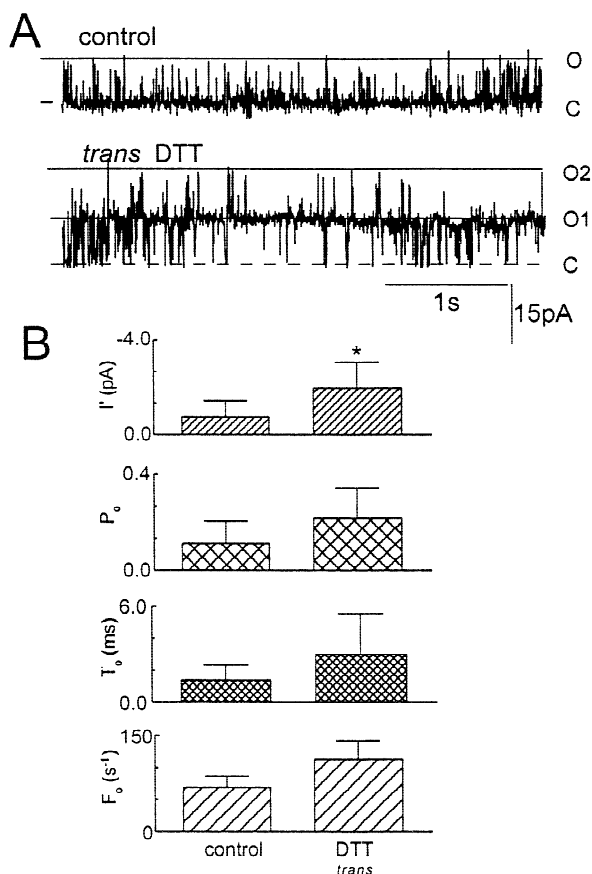 A
control
O
C
trans DTT
O2
O1
C
1s
15pA
B
-4.0
*
I' (pA)
0.0
0.4
Po
0.0
6.0
To (ms)
0.0
150
Fo (s-1)
0
control
DTT
trans